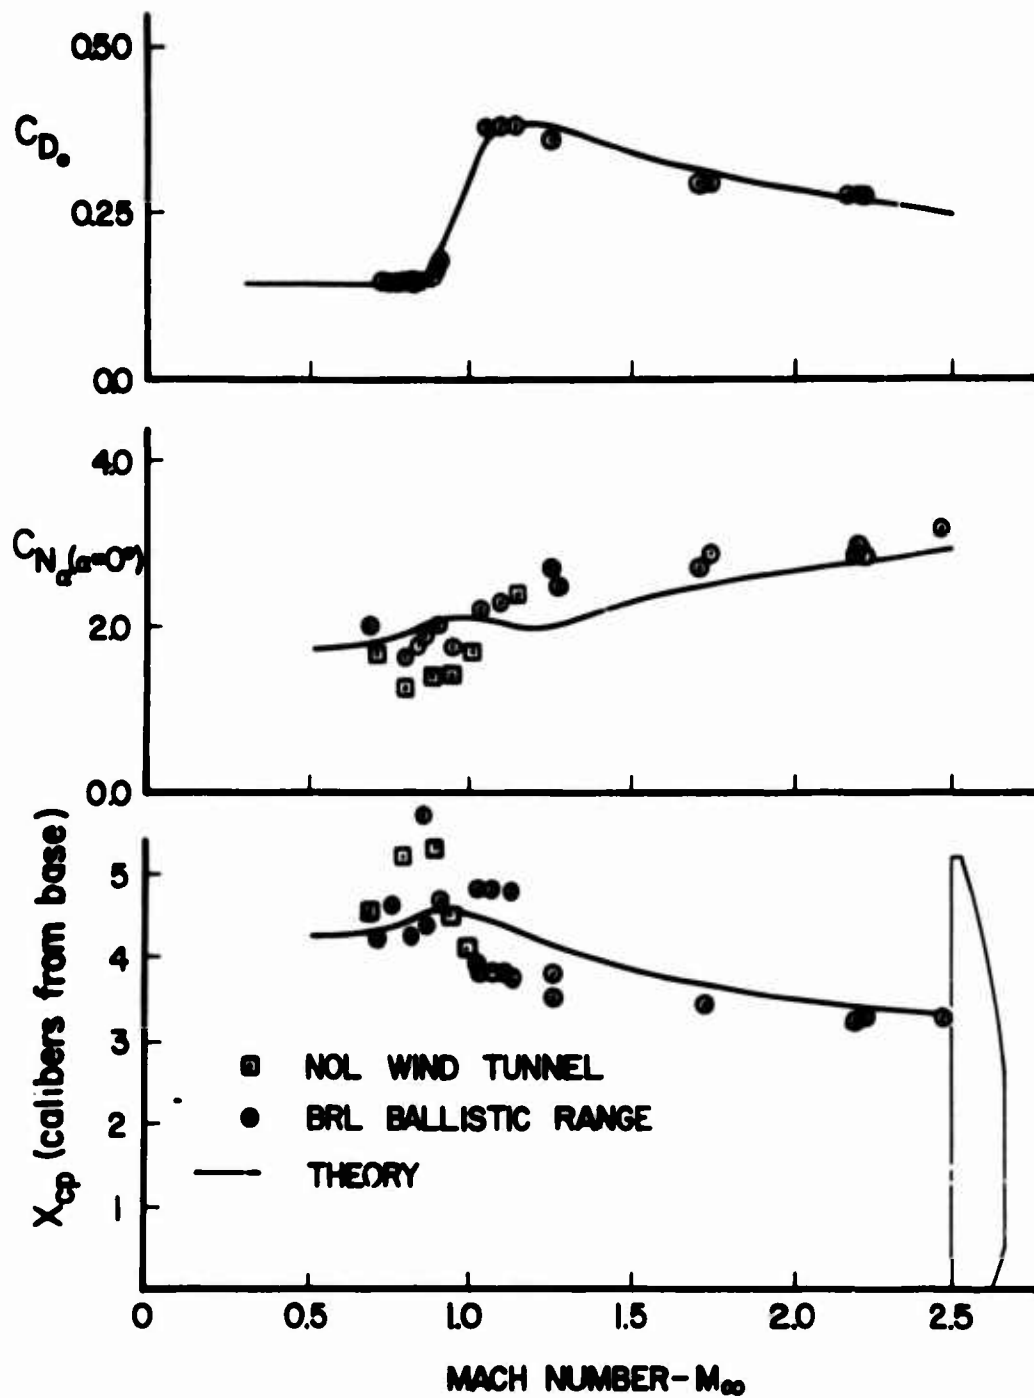 0.50
C_D₀
0.25
0.0
4.0
C_Nα(α=0°)
2.0
0.0
X_cp (calibers from base)
5
4
3
2
1
NOL WIND TUNNEL
BRL BALLISTIC RANGE
THEORY
0 0.5 1.0 1.5 2.0 2.5
MACH NUMBER-M∞